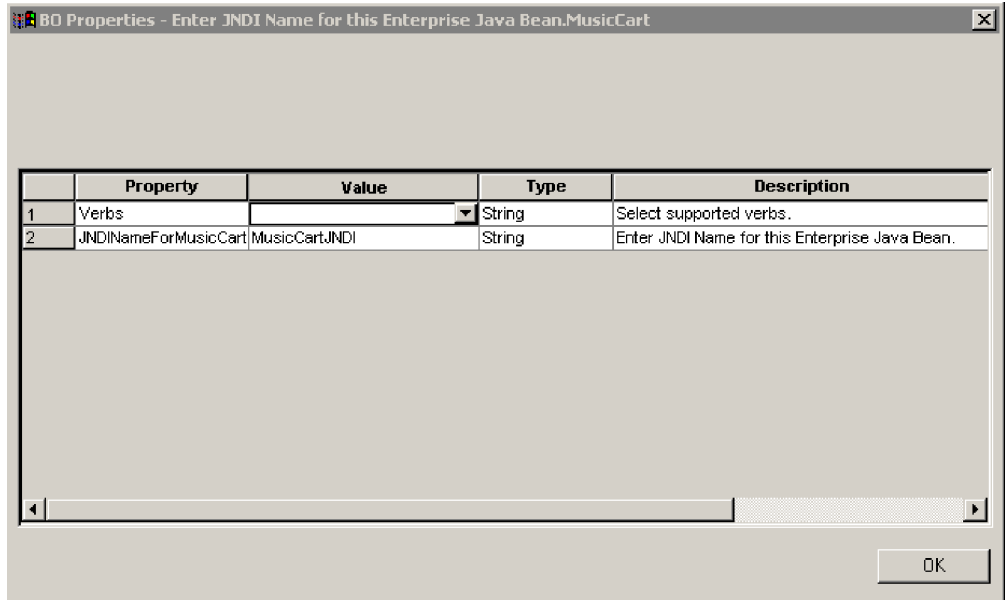 BO Properties - Enter JNDI Name for this Enterprise Java Bean.MusicCart
Property Value Type Description
1 Verbs String Select supported verbs.
2 JNDINameForMusicCart MusicCartJNDI String Enter JNDI Name for this Enterprise Java Bean.
OK